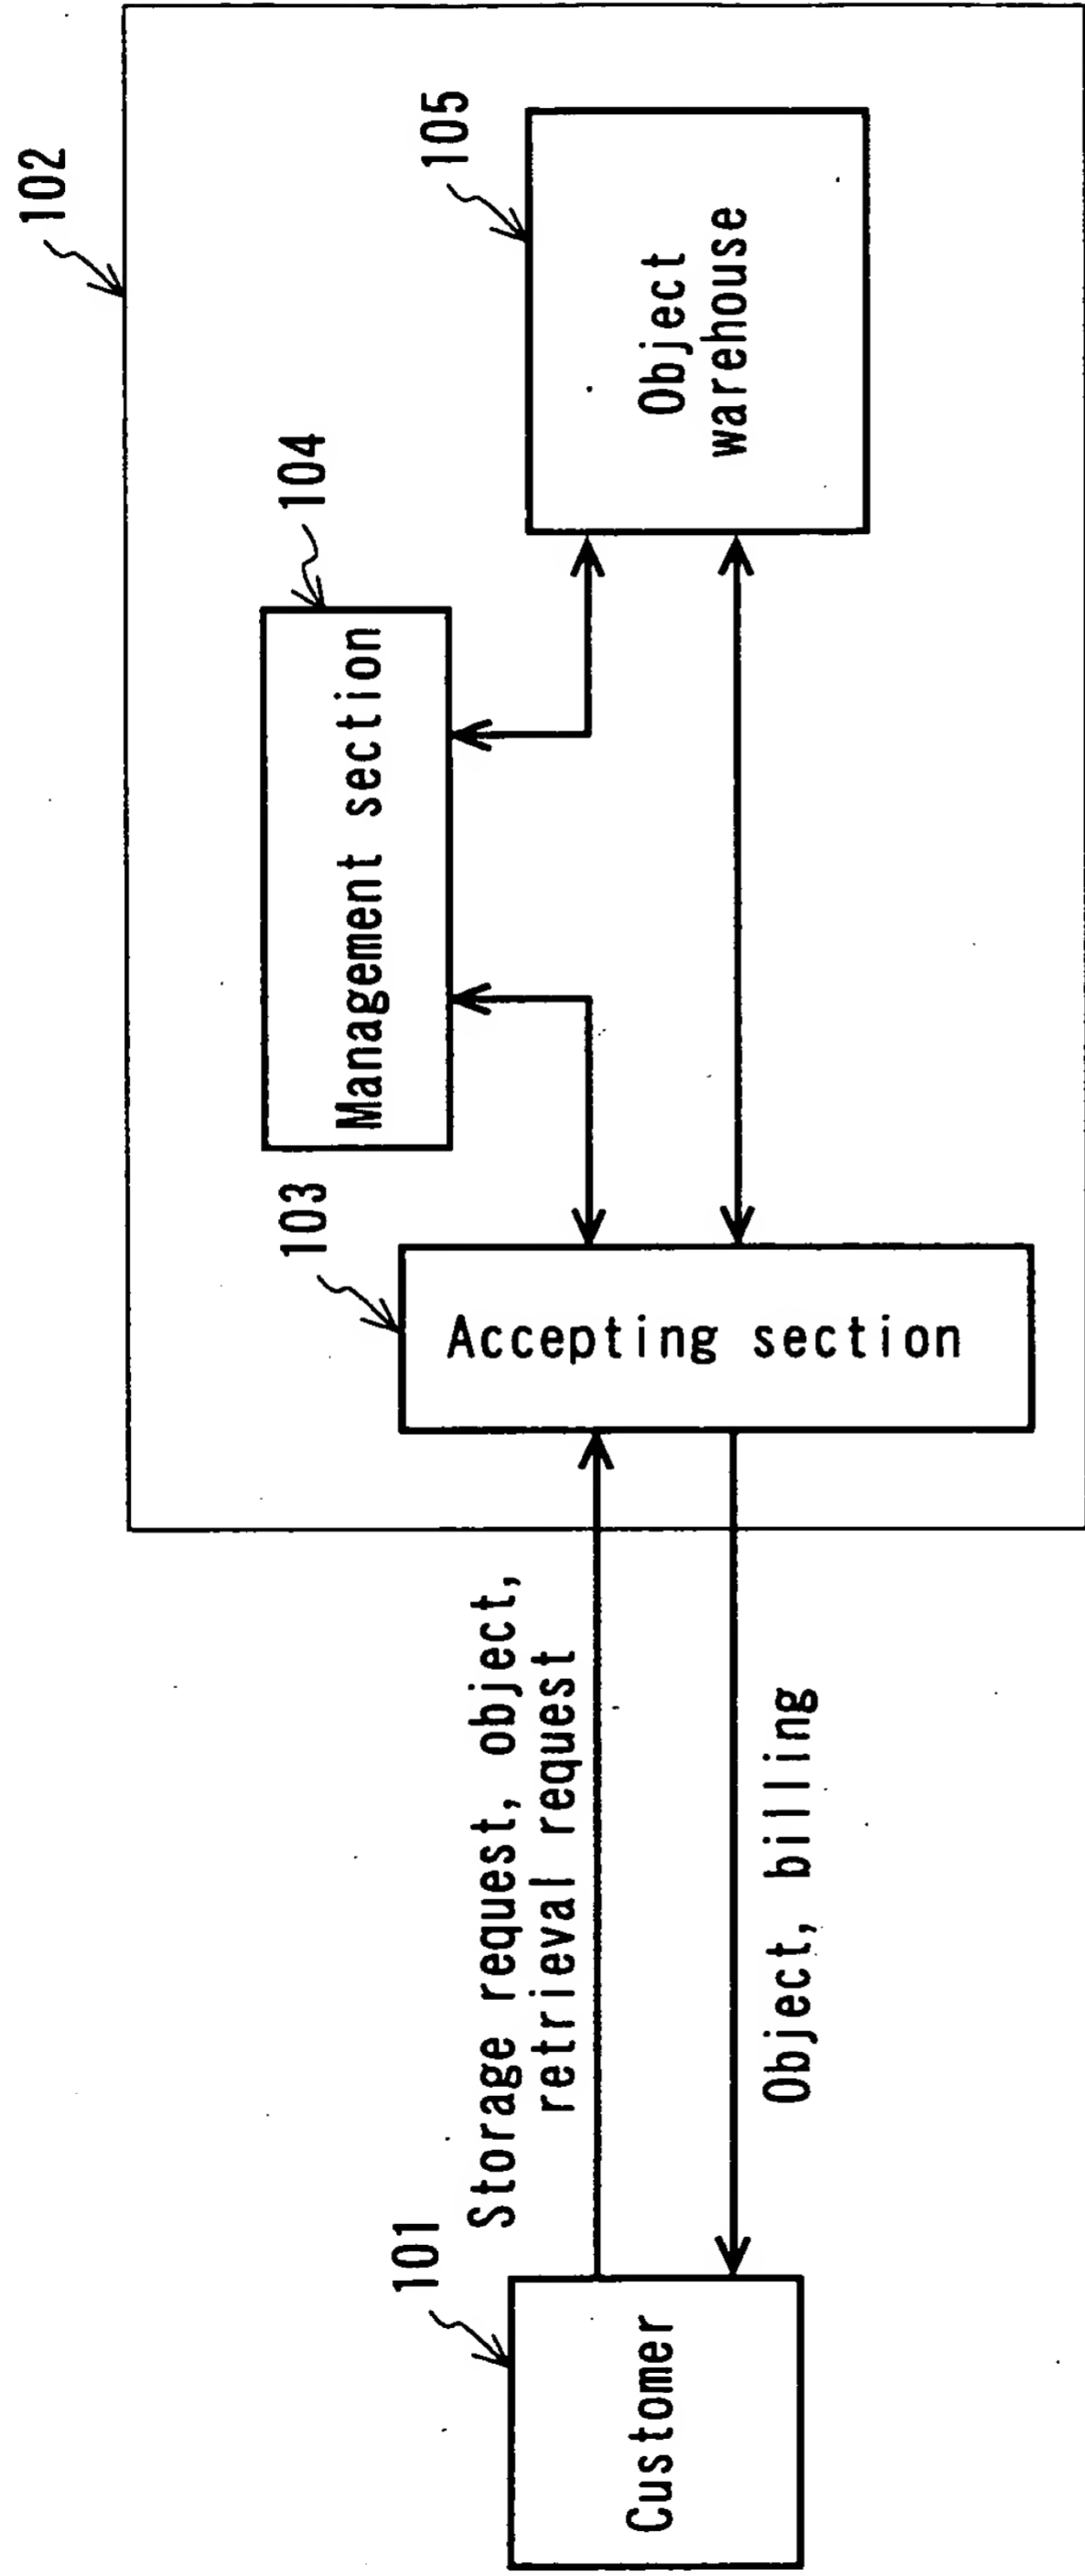 102
104
105
Management section
103
Object
warehouse
101
Storage request, object,
retrieval request
Accepting section
Customer
Object, billing